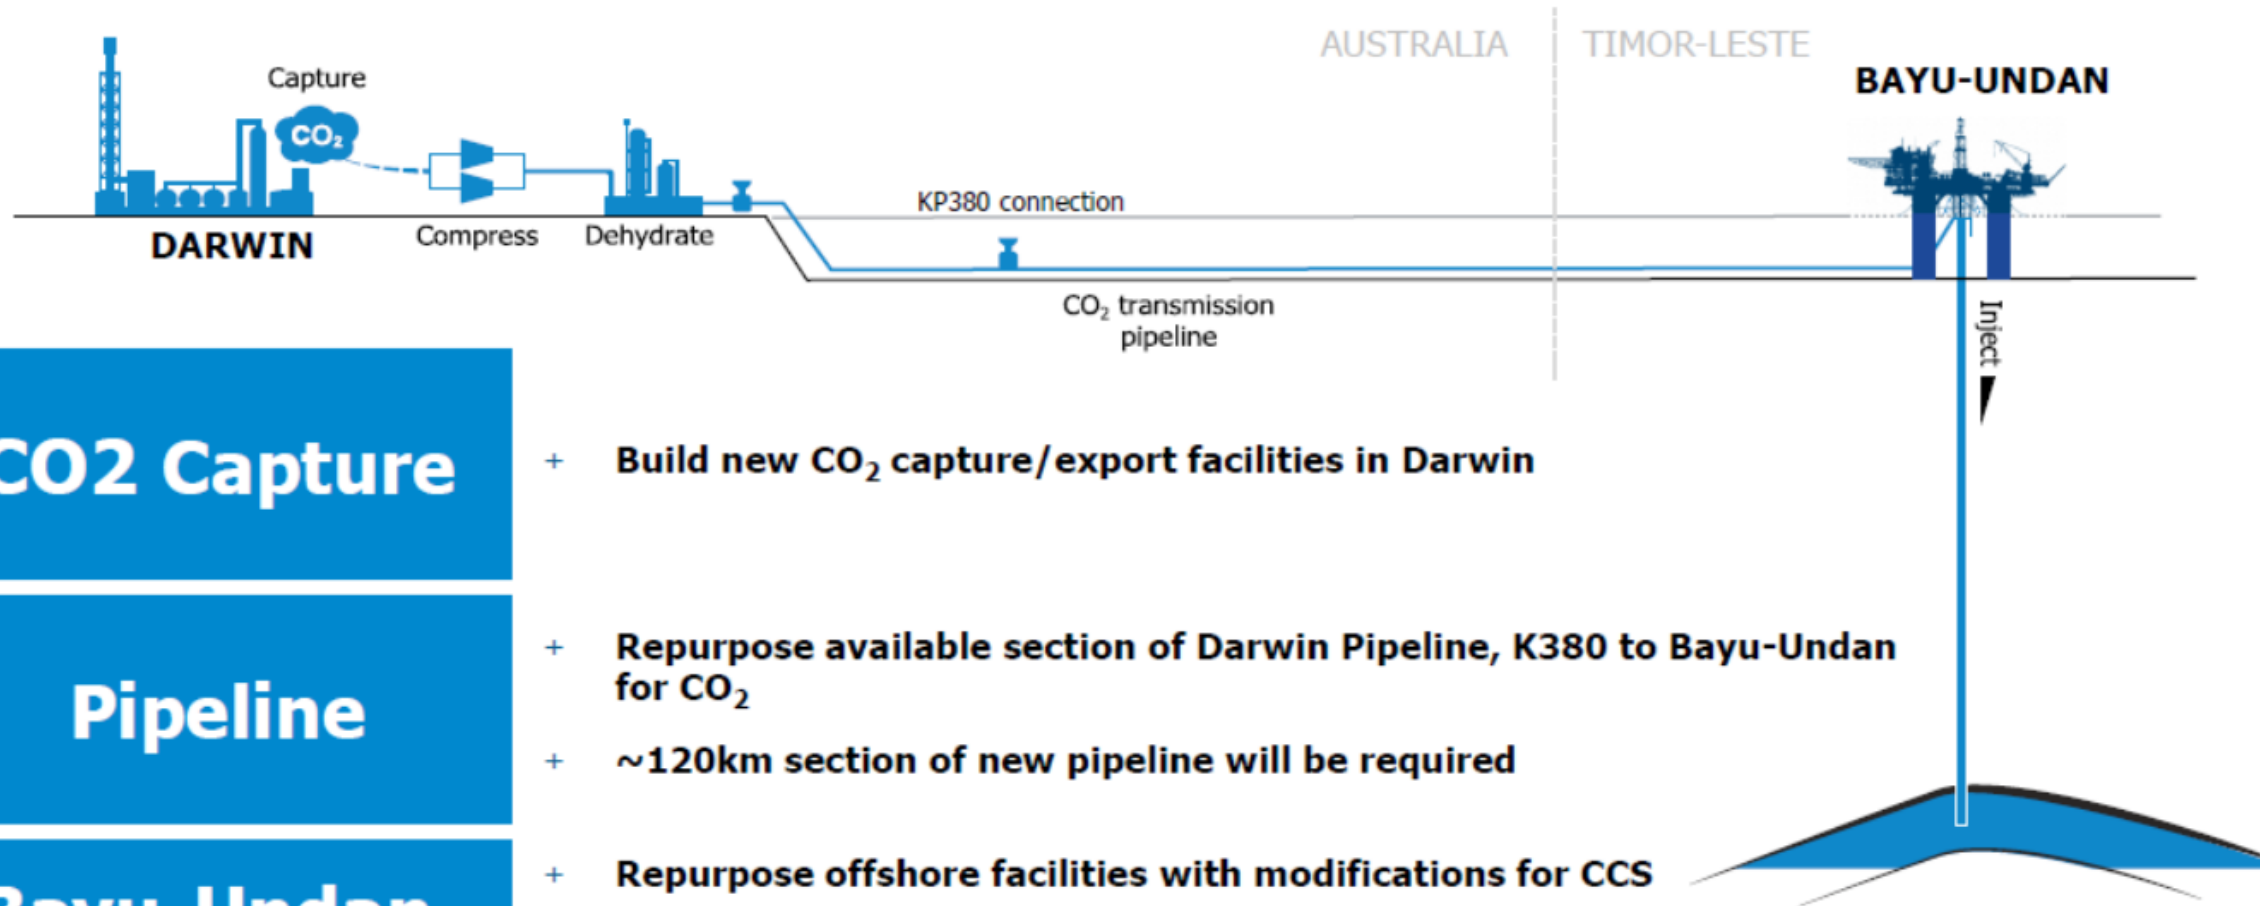 AUSTRALIA
TIMOR-LESTE
BAYU-UNDAN
Capture
CO₂
KP380 connection
DARWIN
Compress
Dehydrate
CO₂ transmission
pipeline
Inject
CO2 Capture
+ Build new CO₂ capture/export facilities in Darwin
Pipeline
+ Repurpose available section of Darwin Pipeline, K380 to Bayu-Undan
for CO₂
+ ~120km section of new pipeline will be required
Bayu-Undan
+ Repurpose offshore facilities with modifications for CCS